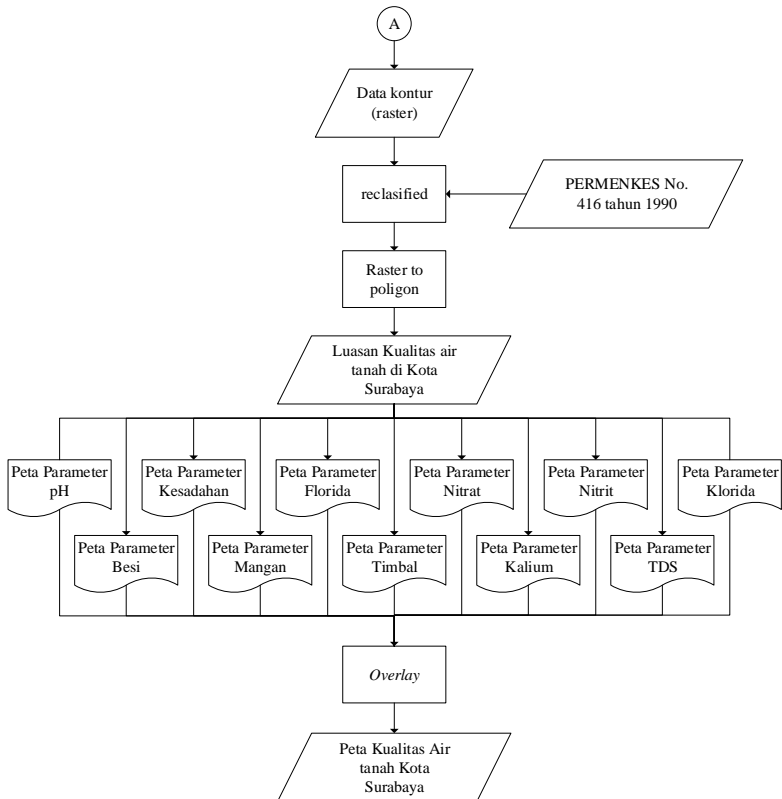 A
Data kontur
(raster)
reclasified
PERMENKES No.
416 tahun 1990
Raster to
poligon
Luasan Kualitas air
tanah di Kota
Surabaya
Peta Parameter
pH
Peta Parameter
Kesadahan
Peta Parameter
Florida
Peta Parameter
Nitrat
Peta Parameter
Nitrit
Peta Parameter
Klorida
Peta Parameter
Besi
Peta Parameter
Mangan
Peta Parameter
Timbal
Peta Parameter
Kalium
Peta Parameter
TDS
Overlay
Peta Kualitas Air
tanah Kota
Surabaya